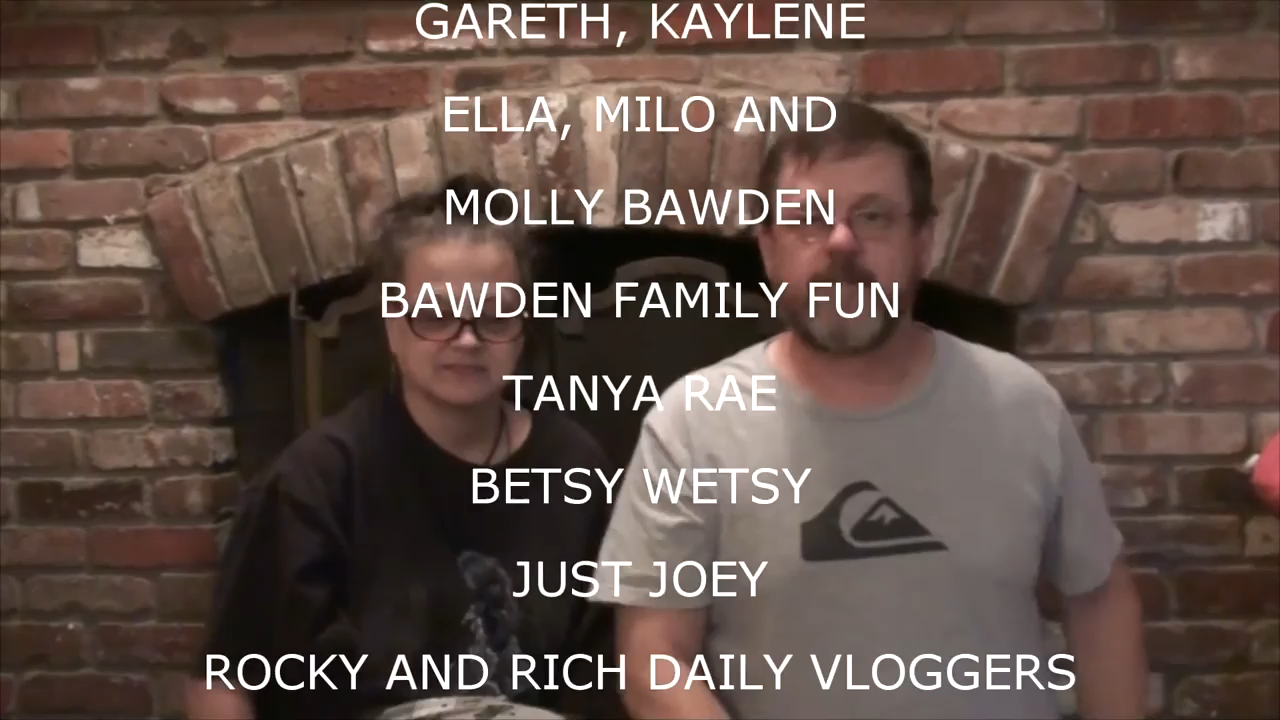 GARETH, KAYLENE
ELLA, MILO AND
MOLLY BAWDEN
BAWDEN FAMILY FUN
TANYA RAE
BETSY WETSY
JUST JOEY
ROCKY AND RICH DAILY VLOGGERS